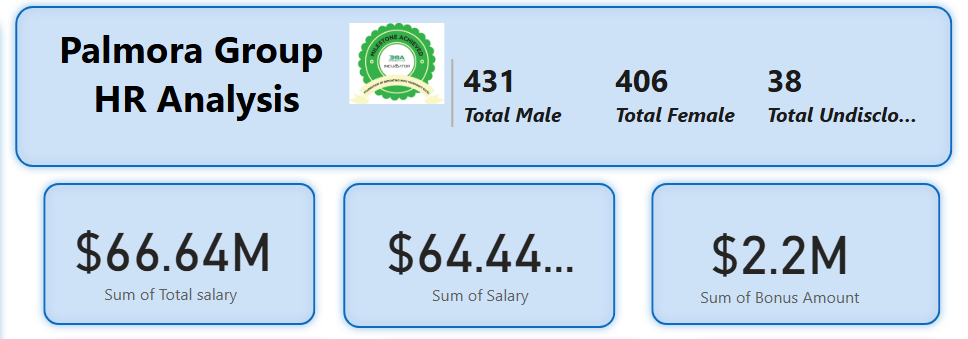 Palmora Group
HR Analysis
MILESTONE ACHIEVED
INCUBATOR
431
Total Male
406
Total Female
38
Total Undisclo...
$66.64M
Sum of Total salary
$64.44...
Sum of Salary
$2.2M
Sum of Bonus Amount